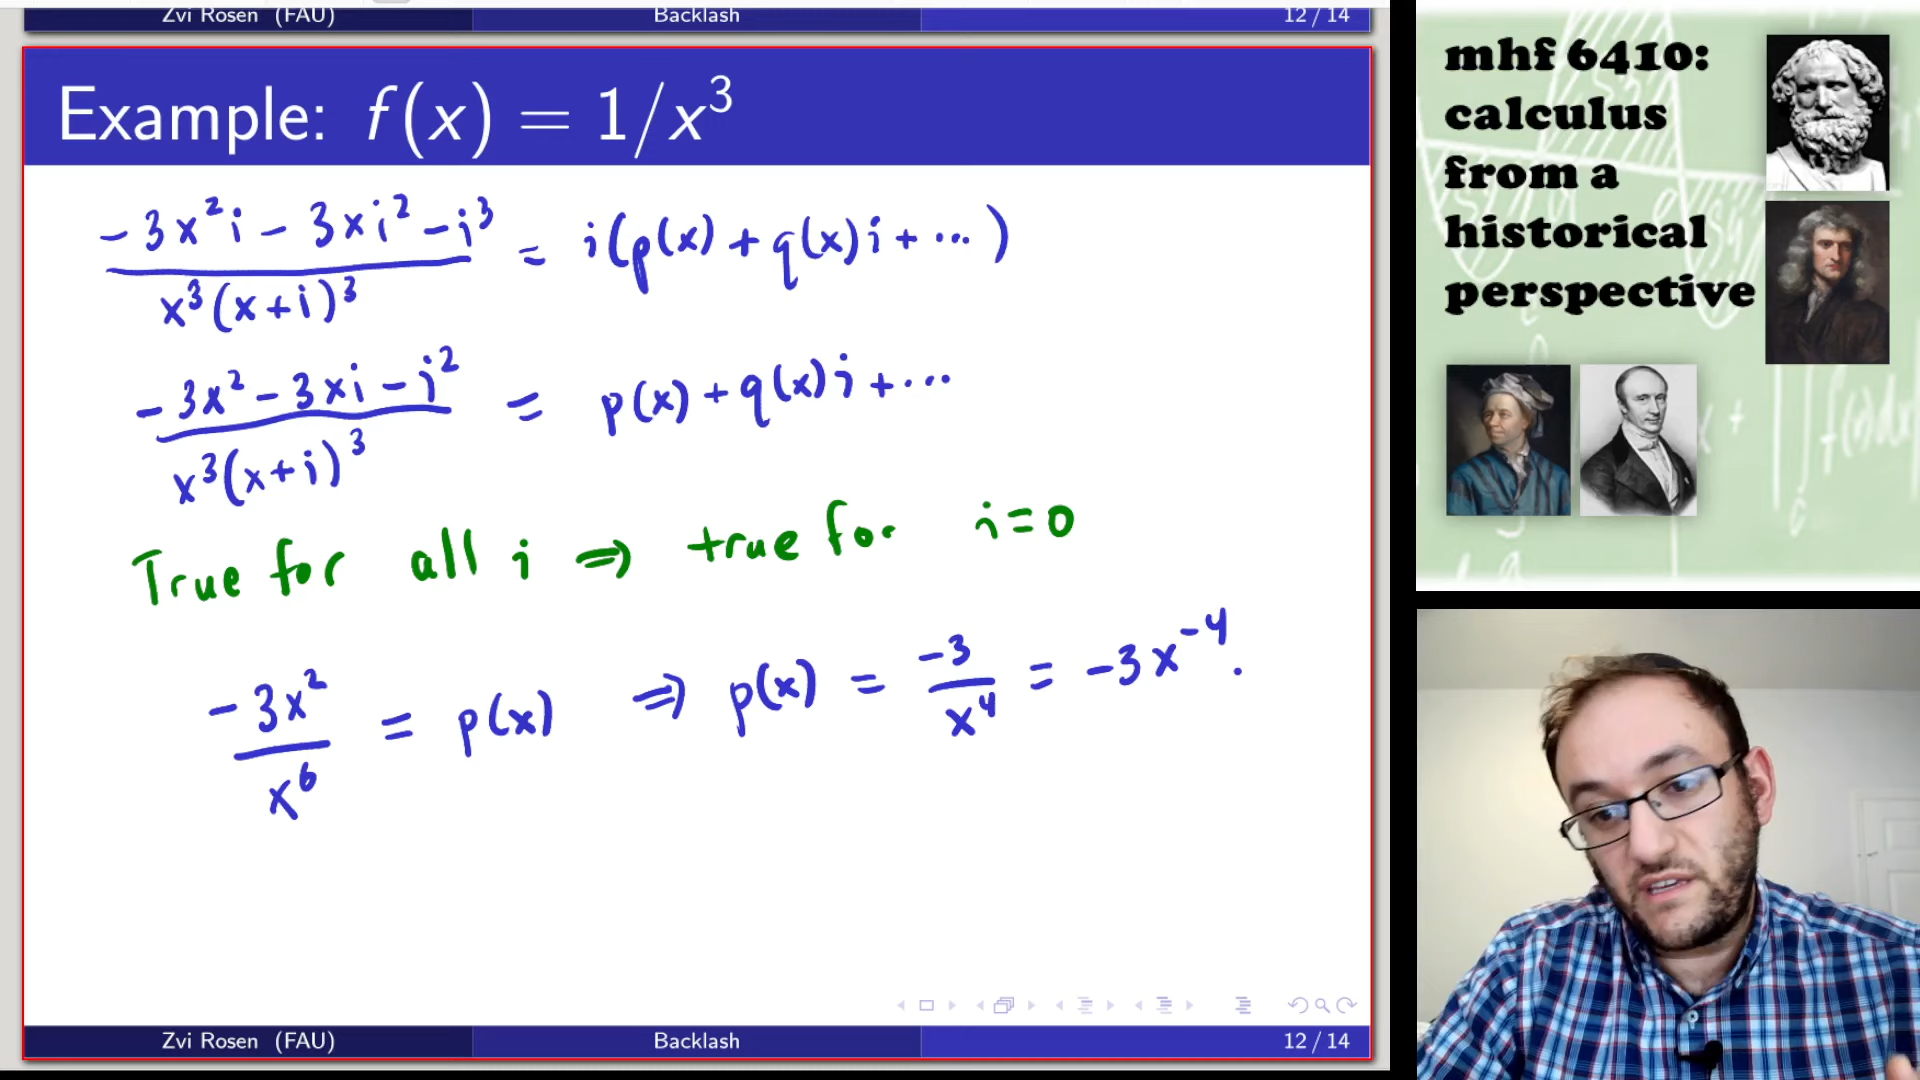 Zvi Rosen (FAU) Backlash 12 / 14
Example: f(x) = 1/x³
(-3x²i - 3xi² - i³)/(x³(x+i)³) = i(p(x) + q(x)i + ...)
(-3x² - 3xi - i²)/(x³(x+i)³) = p(x) + q(x)i + ...
True for all i ⇒ true for i=0
-3x²/x⁶ = p(x) ⇒ p(x) = -3/x⁴ = -3x⁻⁴.
Zvi Rosen (FAU) Backlash 12 / 14
mhf 6410:
calculus
from a
historical
perspective